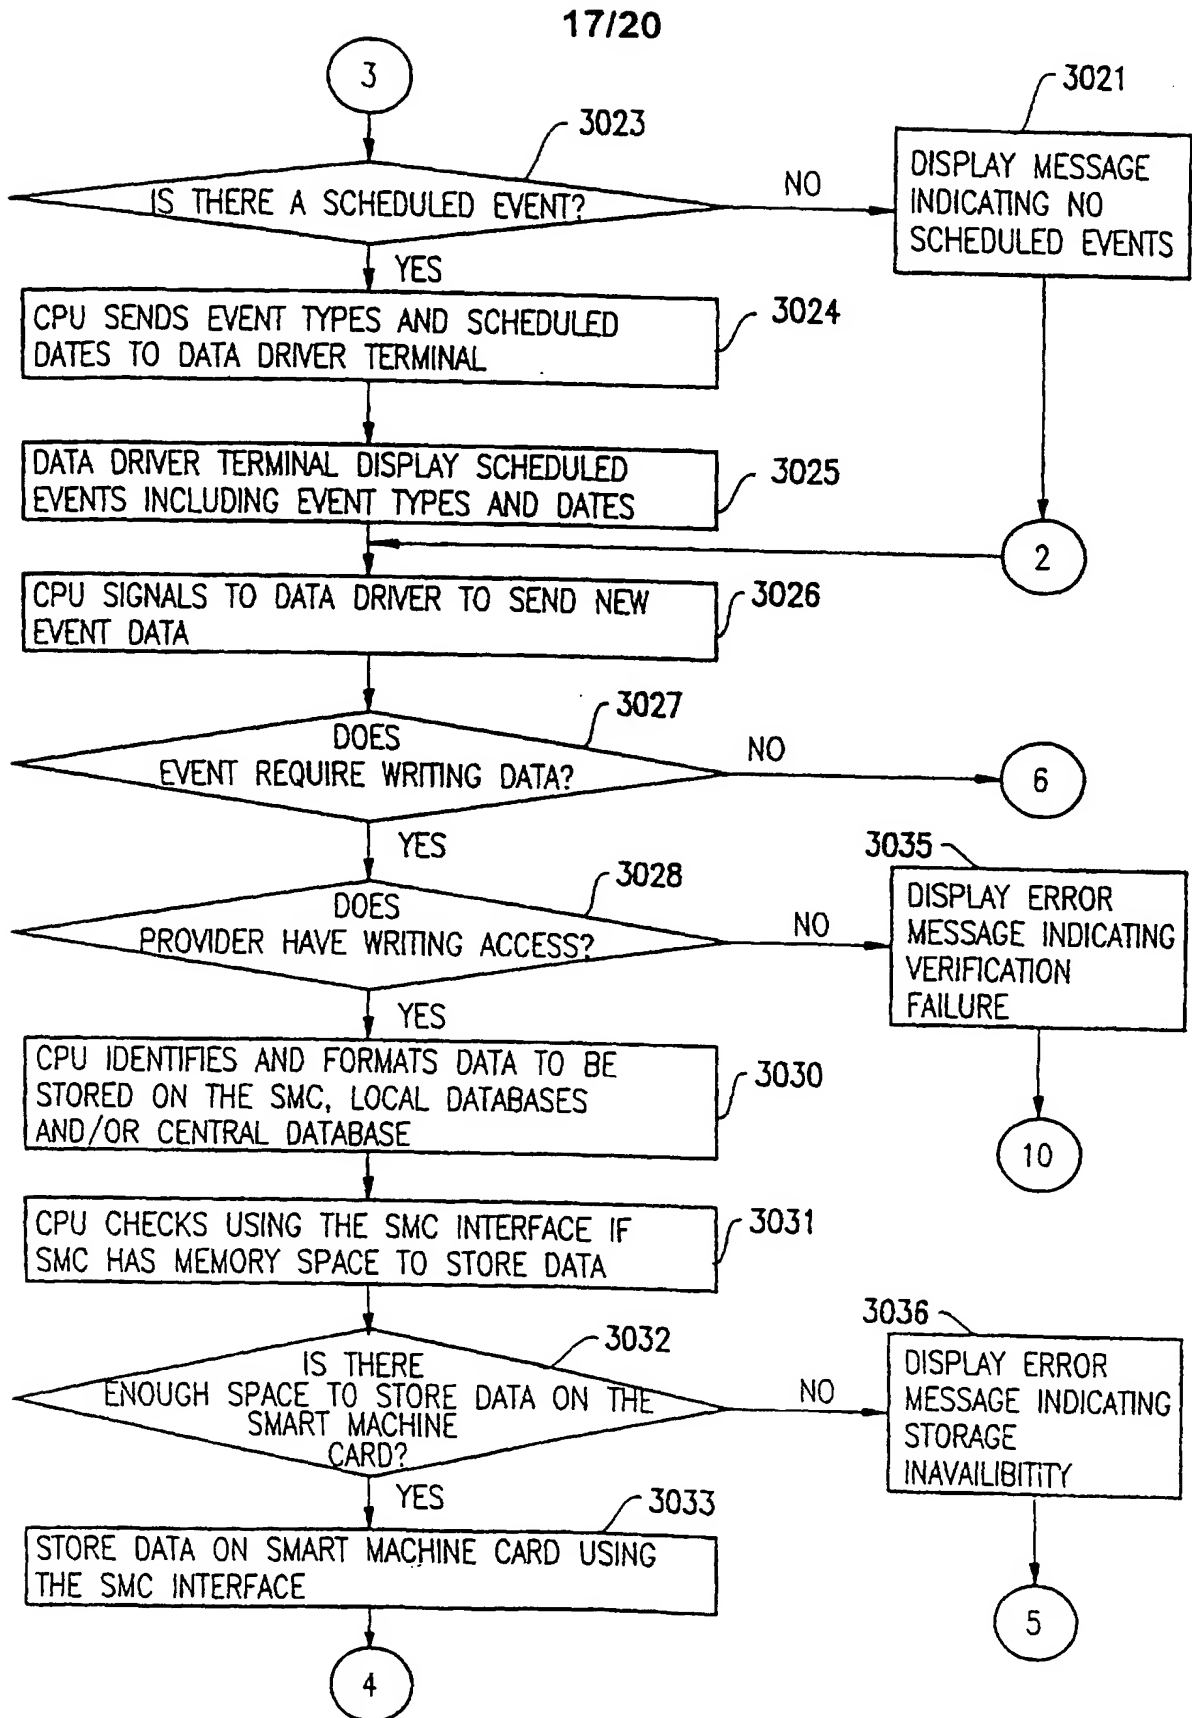 17/20
3
3023
IS THERE A SCHEDULED EVENT?
NO
3021
DISPLAY MESSAGE
INDICATING NO
SCHEDULED EVENTS
YES
CPU SENDS EVENT TYPES AND SCHEDULED
DATES TO DATA DRIVER TERMINAL
3024
DATA DRIVER TERMINAL DISPLAY SCHEDULED
EVENTS INCLUDING EVENT TYPES AND DATES
3025
2
CPU SIGNALS TO DATA DRIVER TO SEND NEW
EVENT DATA
3026
3027
DOES
EVENT REQUIRE WRITING DATA?
NO
6
YES
3028
DOES
PROVIDER HAVE WRITING ACCESS?
NO
3035
DISPLAY ERROR
MESSAGE INDICATING
VERIFICATION
FAILURE
10
YES
CPU IDENTIFIES AND FORMATS DATA TO BE
STORED ON THE SMC, LOCAL DATABASES
AND/OR CENTRAL DATABASE
3030
CPU CHECKS USING THE SMC INTERFACE IF
SMC HAS MEMORY SPACE TO STORE DATA
3031
3032
IS THERE
ENOUGH SPACE TO STORE DATA ON THE
SMART MACHINE
CARD?
NO
3036
DISPLAY ERROR
MESSAGE INDICATING
STORAGE
INAVAILIBITITY
5
YES
3033
STORE DATA ON SMART MACHINE CARD USING
THE SMC INTERFACE
4